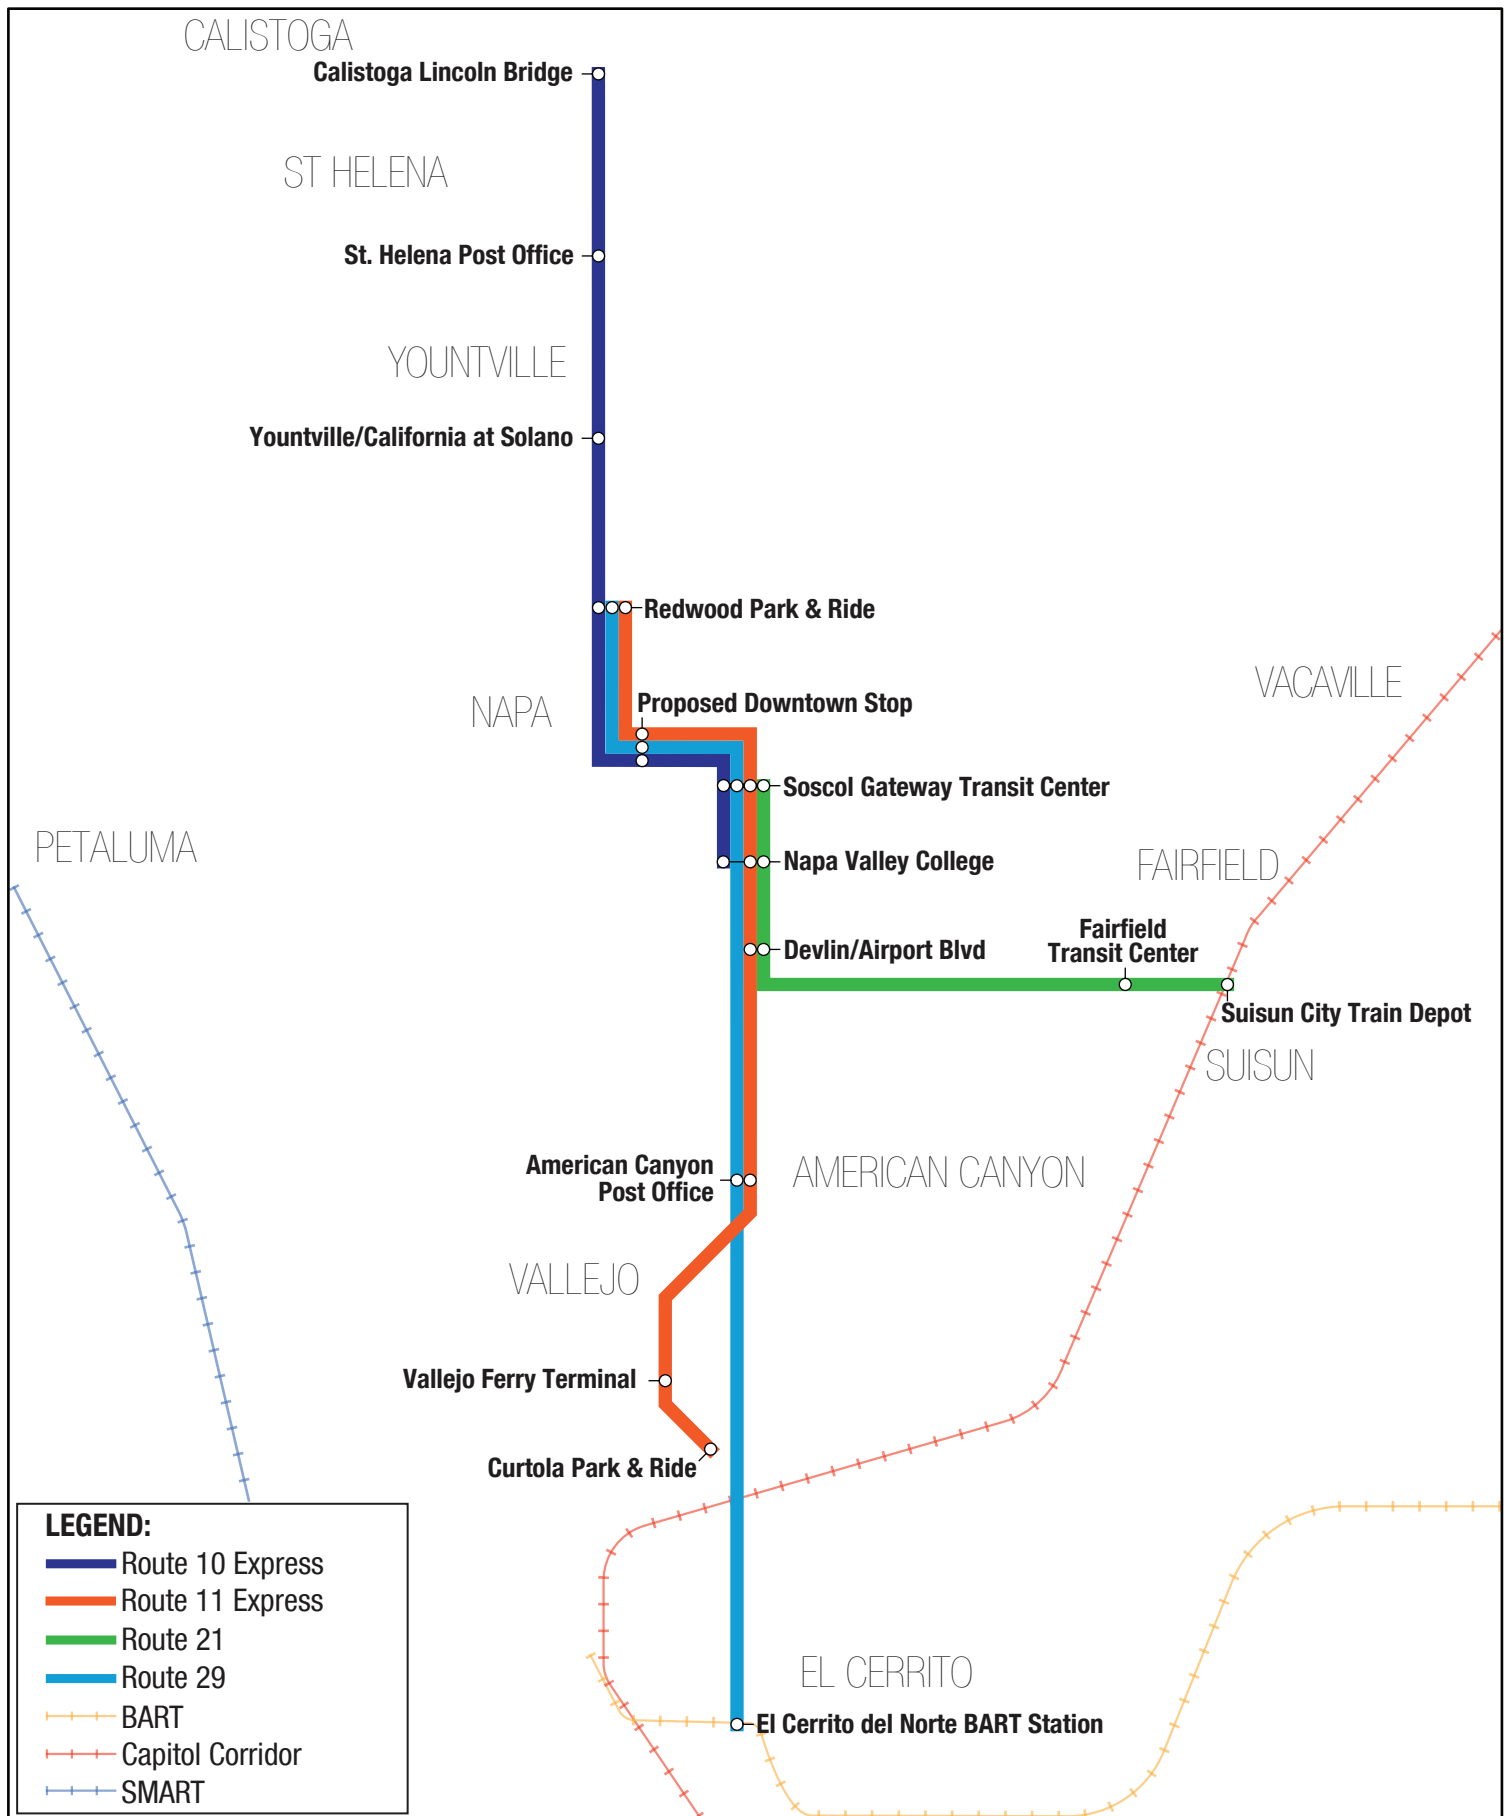 CALISTOGA
Calistoga Lincoln Bridge
ST HELENA
St. Helena Post Office
YOUNTVILLE
Yountville/California at Solano
Redwood Park & Ride
VACAVILLE
NAPA
Proposed Downtown Stop
Soscol Gateway Transit Center
PETALUMA
Napa Valley College
FAIRFIELD
Fairfield
Transit Center
Devlin/Airport Blvd
Suisun City Train Depot
SUISUN
American Canyon
Post Office
AMERICAN CANYON
VALLEJO
Vallejo Ferry Terminal
Curtola Park & Ride
LEGEND:
Route 10 Express
Route 11 Express
Route 21
Route 29
BART
Capitol Corridor
SMART
EL CERRITO
El Cerrito del Norte BART Station